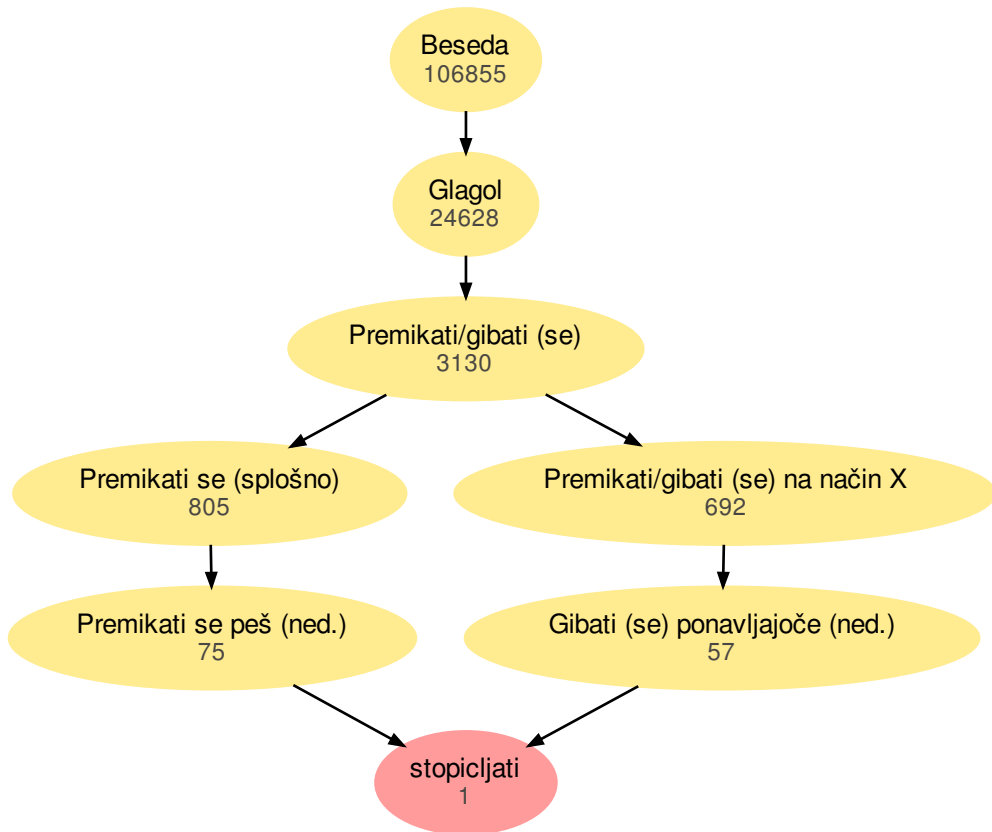 Beseda
106855
Glagol
24628
Premikati/gibati (se)
3130
Premikati se (splošno)
805
Premikati/gibati (se) na način X
692
Premikati se peš (ned.)
75
Gibati (se) ponavljajoče (ned.)
57
stopicljati
1